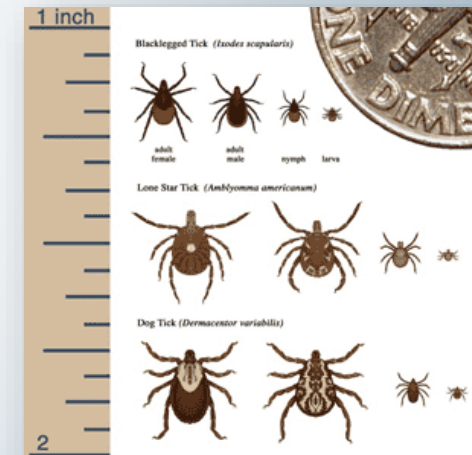 1 inch
ONE DIME
Blacklegged Tick (Ixodes scapularis)
adult female
adult male
nymph
larva
Lone Star Tick (Amblyomma americanum)
Dog Tick (Dermacentor variabilis)
2